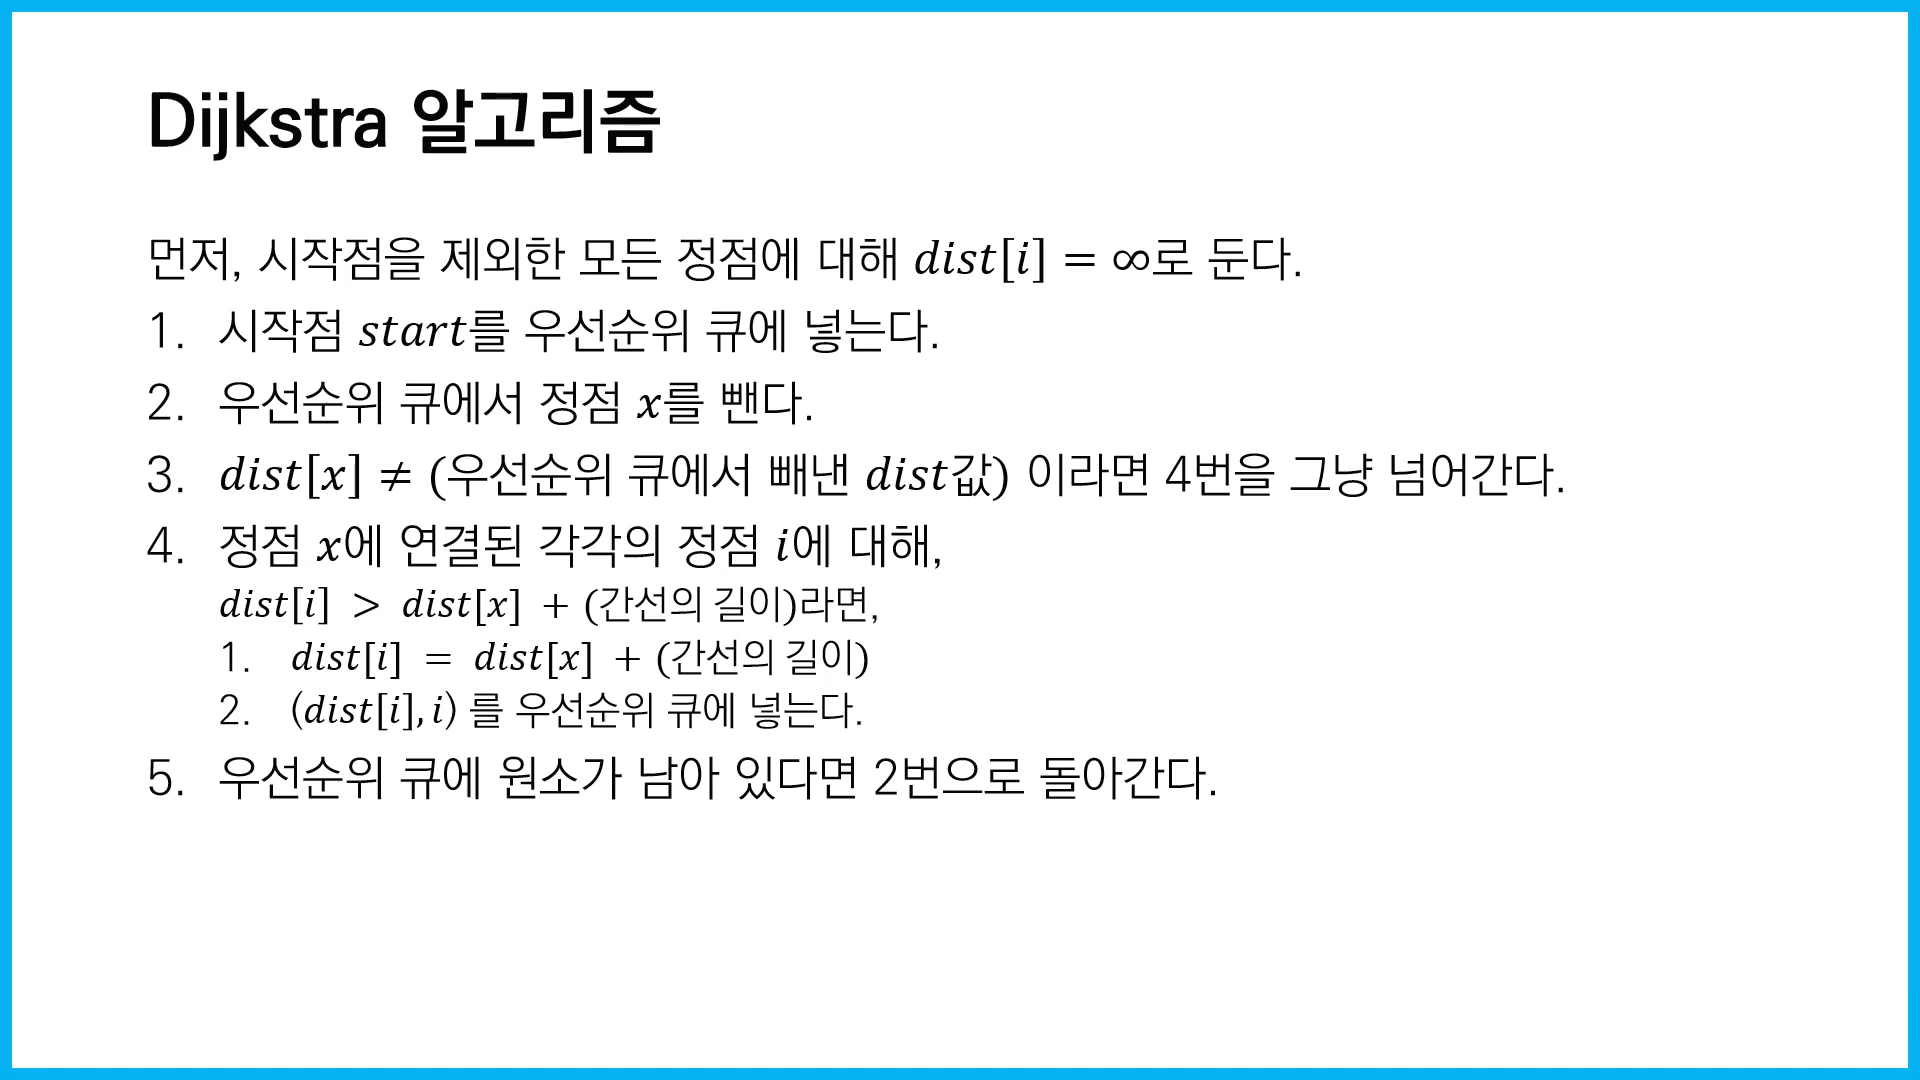 Dijkstra 알고리즘
먼저, 시작점을 제외한 모든 정점에 대해 dist[i] = ∞로 둔다.
1. 시작점 start를 우선순위 큐에 넣는다.
2. 우선순위 큐에서 정점 x를 뺀다.
3. dist[x] ≠ (우선순위 큐에서 빼낸 dist값) 이라면 4번을 그냥 넘어간다.
4. 정점 x에 연결된 각각의 정점 i에 대해,
dist[i] > dist[x] + (간선의 길이)라면,
1. dist[i] = dist[x] + (간선의 길이)
2. (dist[i], i) 를 우선순위 큐에 넣는다.
5. 우선순위 큐에 원소가 남아 있다면 2번으로 돌아간다.